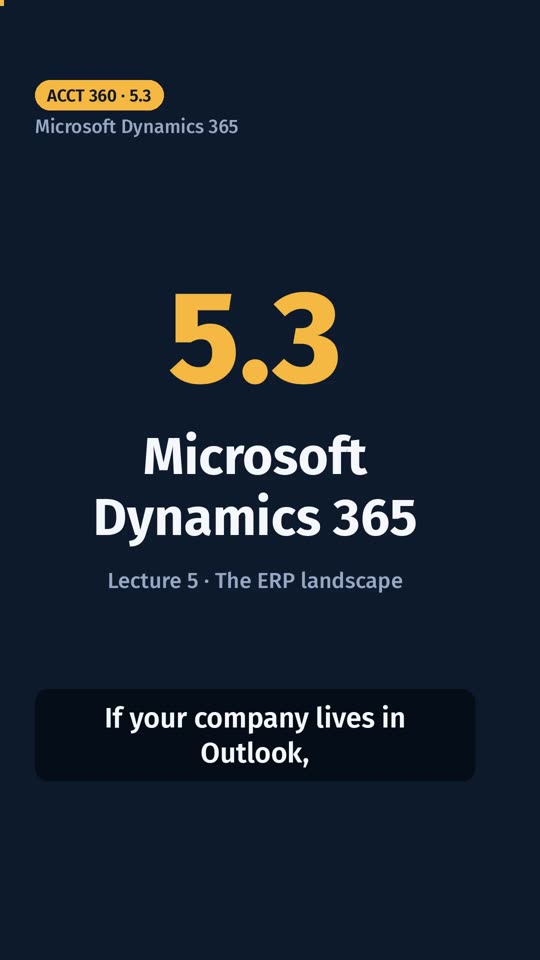 ACCT 360 · 5.3
Microsoft Dynamics 365
5.3
Microsoft
Dynamics 365
Lecture 5 · The ERP landscape
If your company lives in
Outlook,